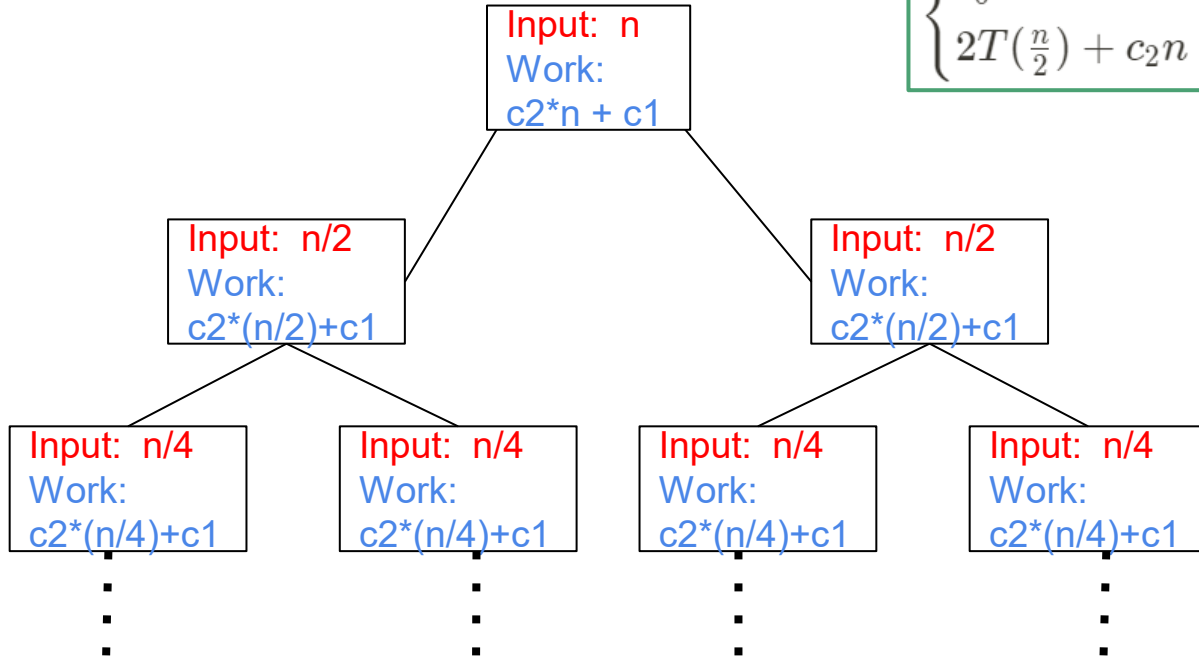 Input: n
Work:
c2*n + c1
2T(n/2) + c₂n
Input: n/2
Work:
c2*(n/2)+c1
Input: n/2
Work:
c2*(n/2)+c1
Input: n/4
Work:
c2*(n/4)+c1
Input: n/4
Work:
c2*(n/4)+c1
Input: n/4
Work:
c2*(n/4)+c1
Input: n/4
Work:
c2*(n/4)+c1